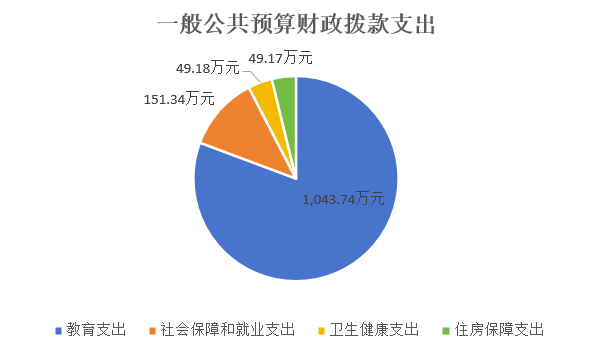 一般公共预算财政拨款支出
49.17万元
49.18万元
151.34万元
1,043.74万元
教育支出 社会保障和就业支出 卫生健康支出 住房保障支出